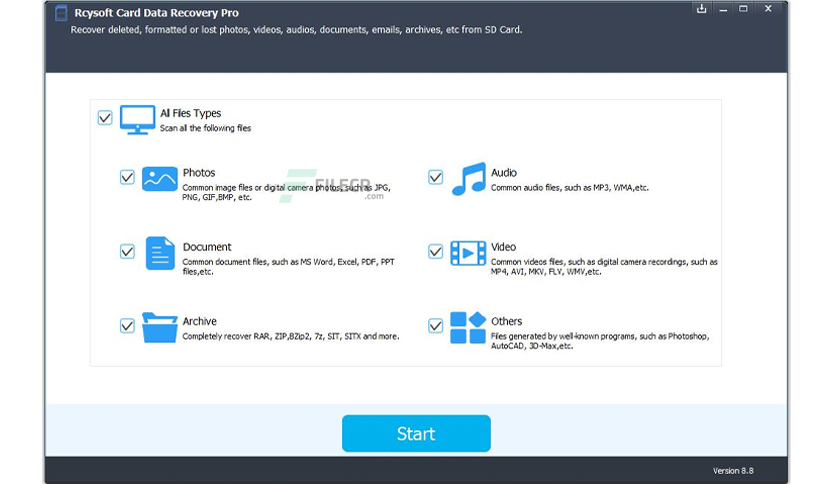 Rcysoft Card Data Recovery Pro
Recover deleted, formatted or lost photos, videos, audios, documents, emails, archives, etc from SD Card.
All Files Types
Scan all the following files
Photos
Common image files or digital camera photos, such as JPG,
PNG, GIF,BMP, etc.
FILECR
.com
Audio
Common audio files, such as MP3, WMA,etc.
Document
Common document files, such as MS Word, Excel, PDF, PPT
files,etc.
Video
Common videos files, such as digital camera recordings, such as
MP4, AVI, MKV, FLV, WMV,etc.
Archive
Completely recover RAR, ZIP,BZip2, 7z, SIT, SITX and more.
Others
Files generated by well-known programs, such as Photoshop,
AutoCAD, 3D-Max,etc.
Start
Version 8.8